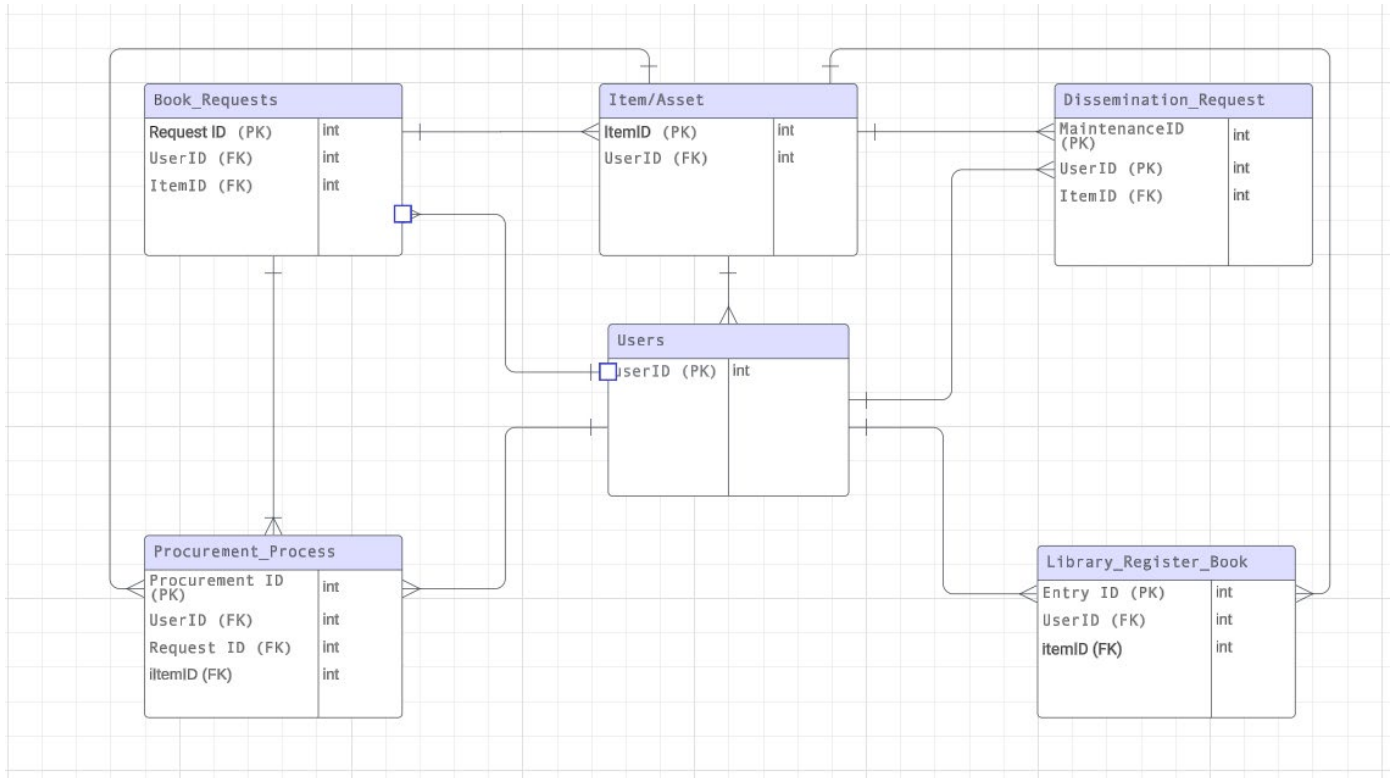 Book_Requests
Request ID (PK) int
UserID (FK) int
ItemID (FK) int
Item/Asset
ItemID (PK) int
UserID (FK) int
Dissemination_Request
MaintenanceID
(PK) int
UserID (PK) int
ItemID (FK) int
Users
userID (PK) int
Procurement_Process
Procurement ID
(PK) int
UserID (FK) int
Request ID (FK) int
iItemID (FK) int
Library_Register_Book
Entry ID (PK) int
UserID (FK) int
itemID (FK) int